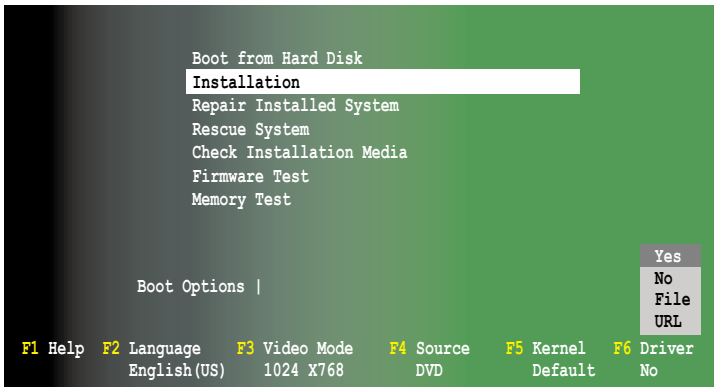 Boot from Hard Disk
Installation
Repair Installed System
Rescue System
Check Installation Media
Firmware Test
Memory Test
Yes
No
File
URL
Boot Options |
F1 Help F2 Language F3 Video Mode F4 Source F5 Kernel F6 Driver
English(US) 1024 X768 DVD Default No